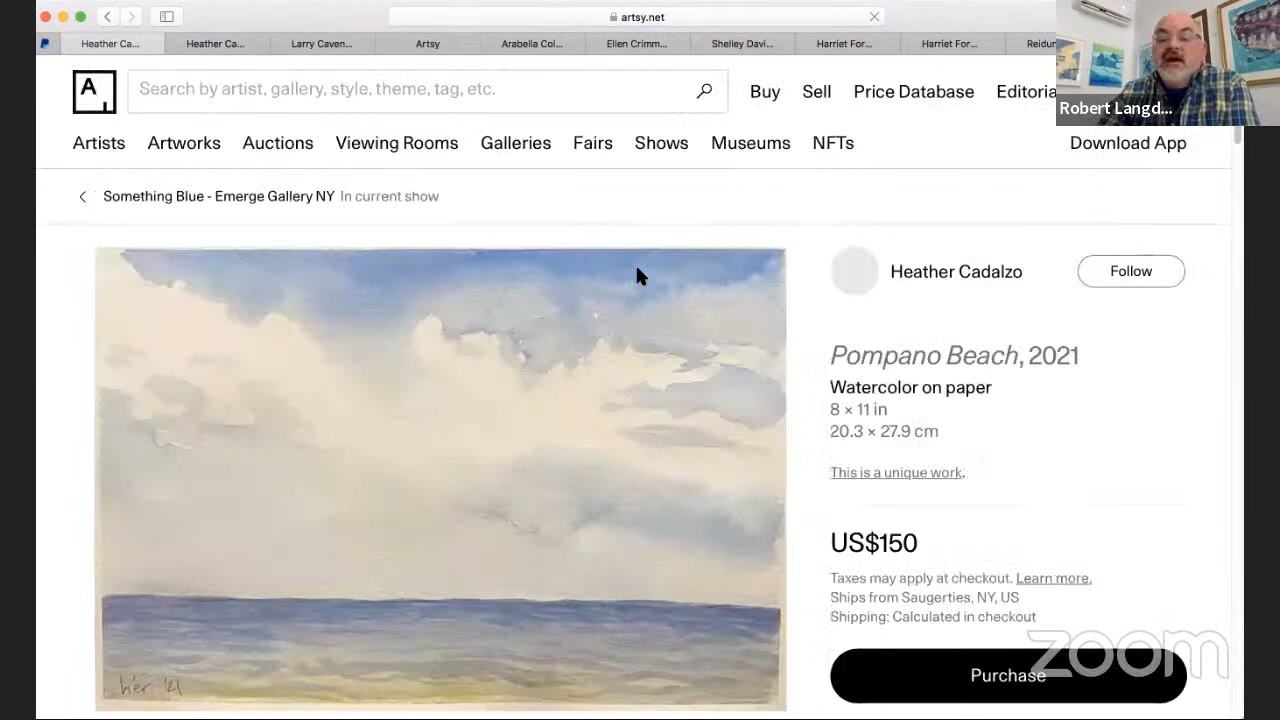 artsy.net
Heather Ca...
Heather Ca...
Larry Caven...
Artsy
Arabella Col...
Ellen Crimm...
Shelley Davi...
Harriet For...
Harriet For...
Reidun
Robert Langd...
A
Search by artist, gallery, style, theme, tag, etc.
Buy Sell Price Database Editoria
Artists Artworks Auctions Viewing Rooms Galleries Fairs Shows Museums NFTs Download App
Something Blue - Emerge Gallery NY In current show
Heather Cadalzo
Follow
Pompano Beach, 2021
Watercolor on paper
8 × 11 in
20.3 × 27.9 cm
This is a unique work.
US$150
Taxes may apply at checkout. Learn more.
Ships from Saugerties, NY, US
Shipping: Calculated in checkout
Purchase
zoom